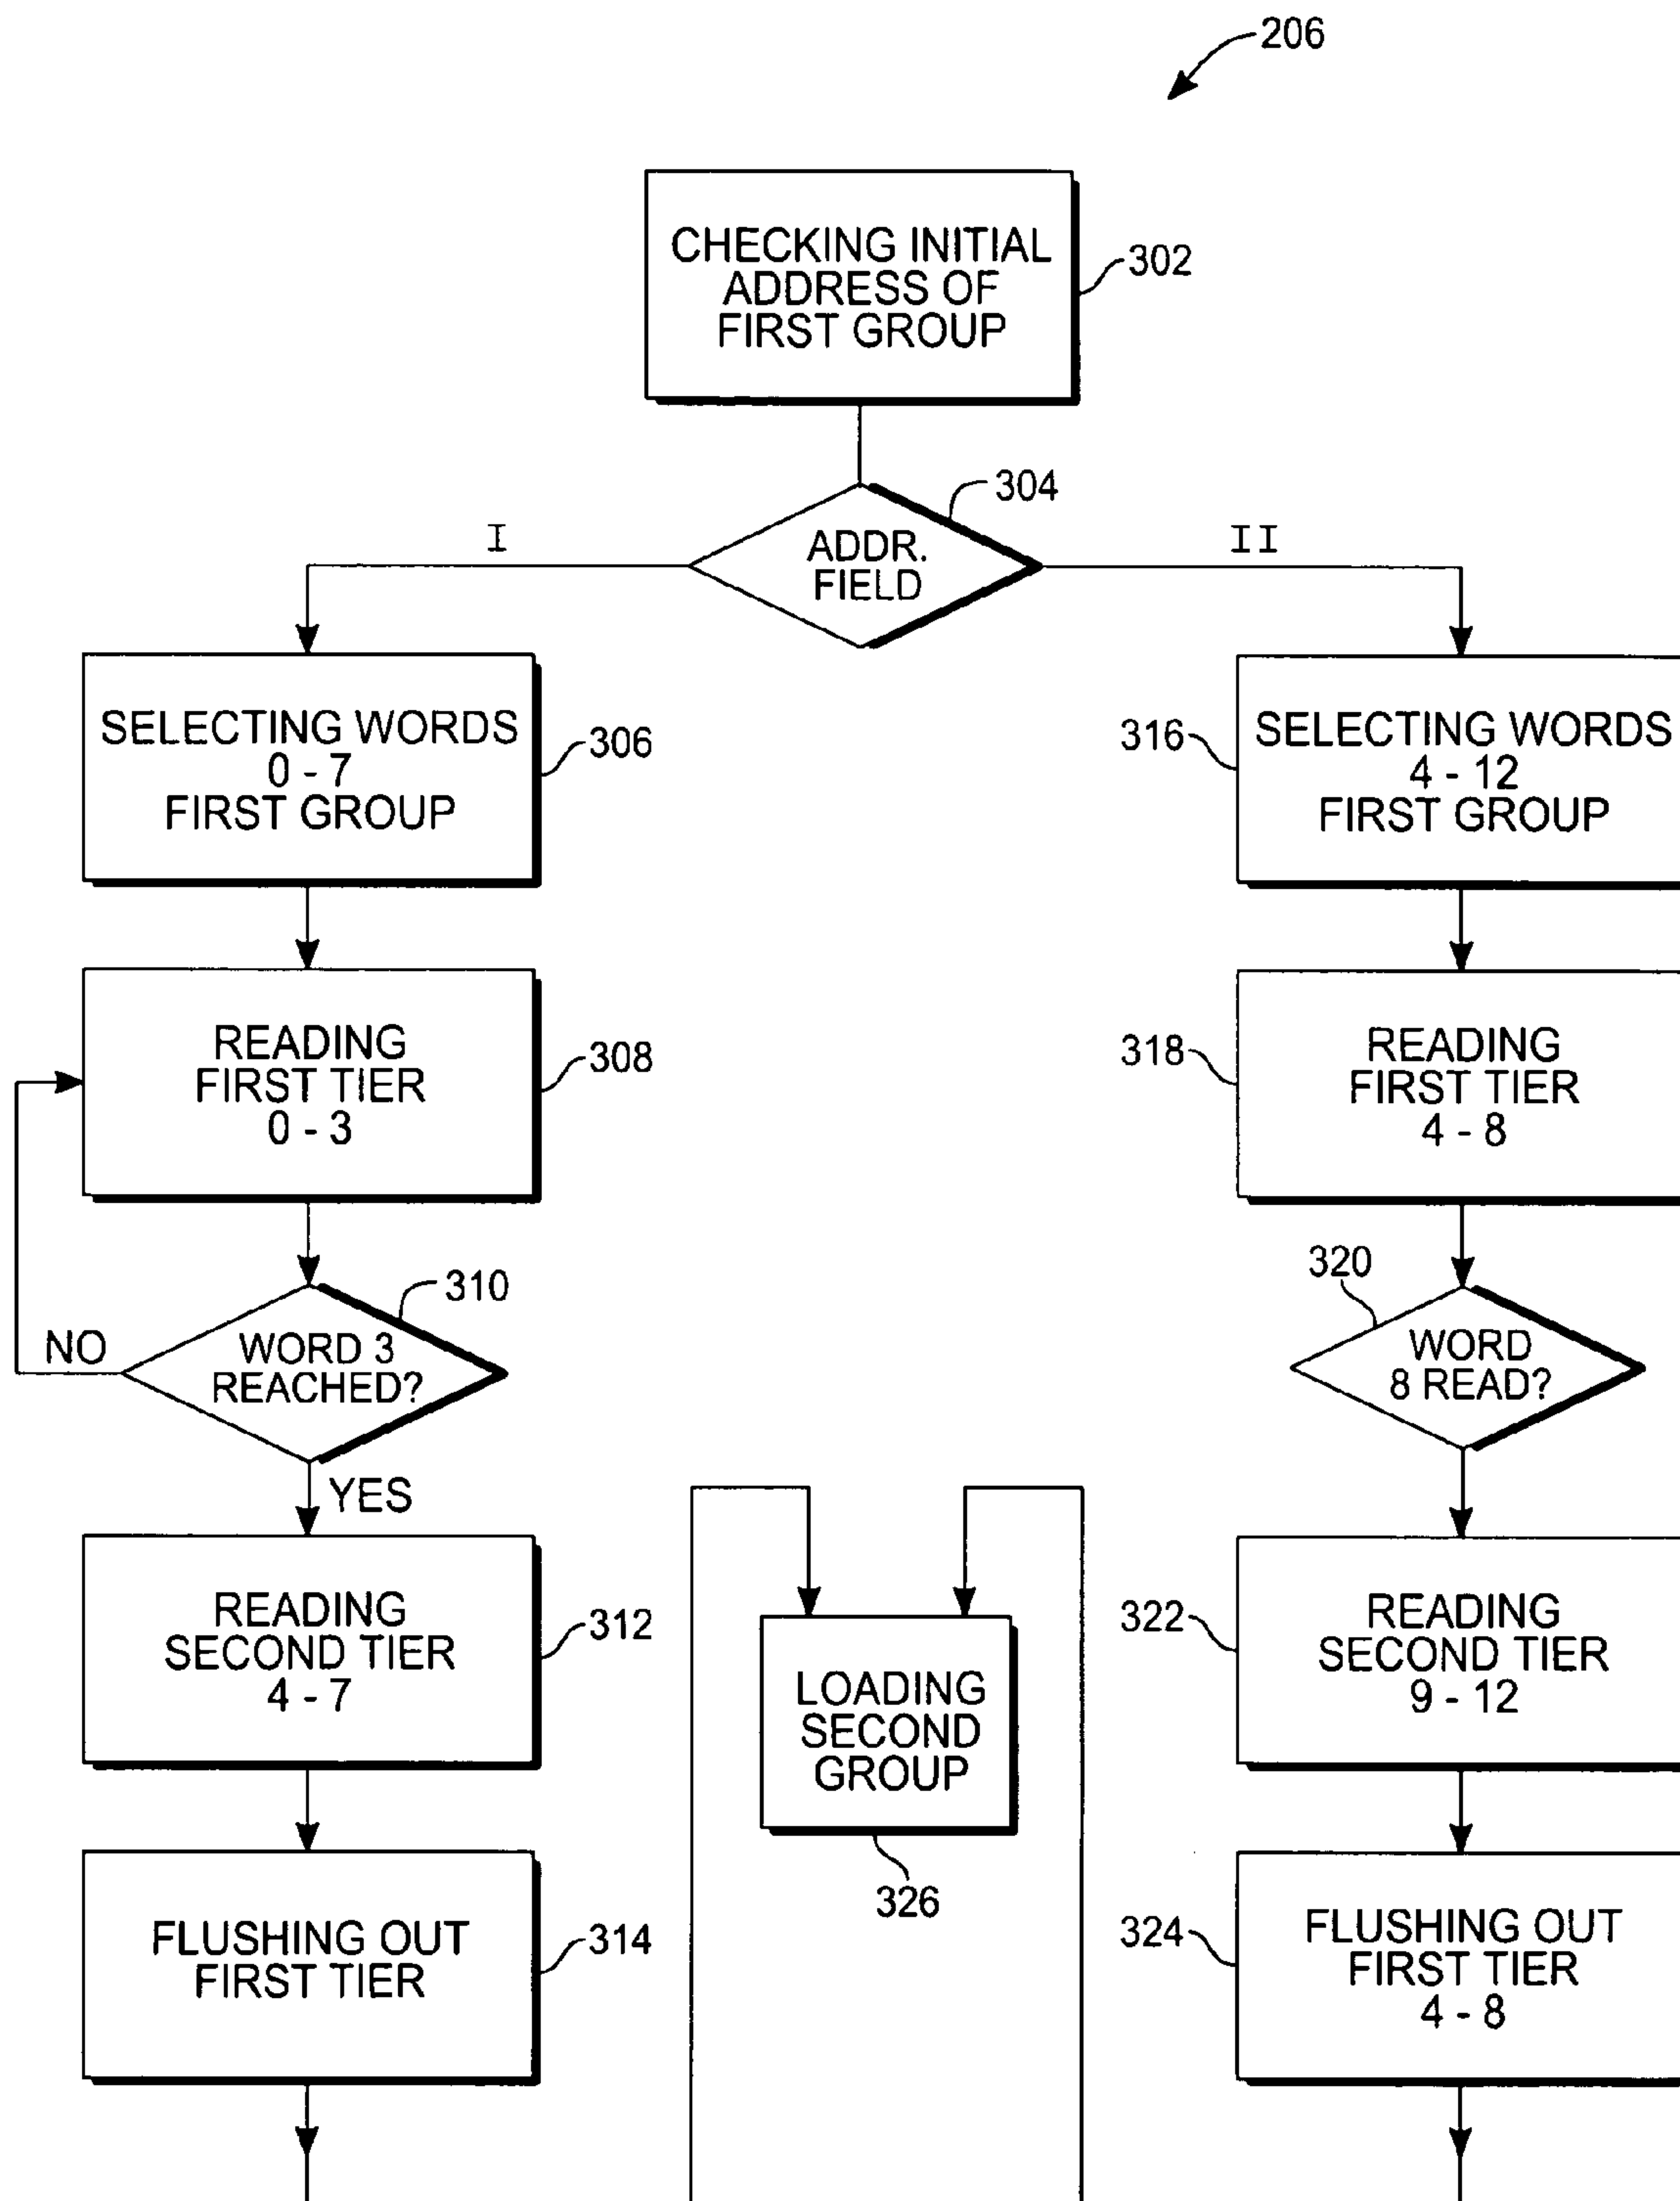 206
CHECKING INITIAL
ADDRESS OF
FIRST GROUP
302
304
ADDR.
FIELD
I
II
SELECTING WORDS
0 - 7
FIRST GROUP
306
316
SELECTING WORDS
4 - 12
FIRST GROUP
READING
FIRST TIER
0 - 3
308
318
READING
FIRST TIER
4 - 8
310
NO
WORD 3
REACHED?
YES
320
WORD
8 READ?
READING
SECOND TIER
4 - 7
312
LOADING
SECOND
GROUP
326
322
READING
SECOND TIER
9 - 12
FLUSHING OUT
FIRST TIER
314
324
FLUSHING OUT
FIRST TIER
4 - 8